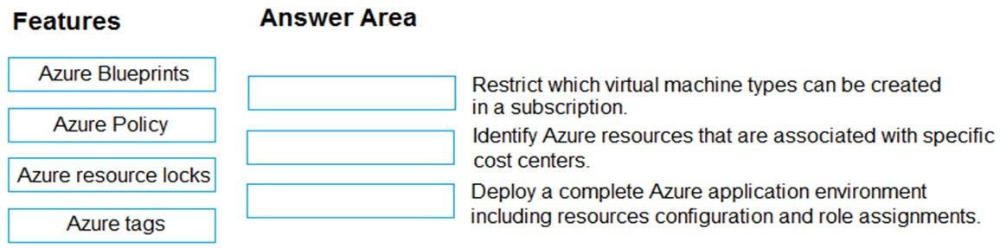 Features
Answer Area
Azure Blueprints
Azure Policy
Azure resource locks
Azure tags
Restrict which virtual machine types can be created
in a subscription.
Identify Azure resources that are associated with specific
cost centers.
Deploy a complete Azure application environment
including resources configuration and role assignments.